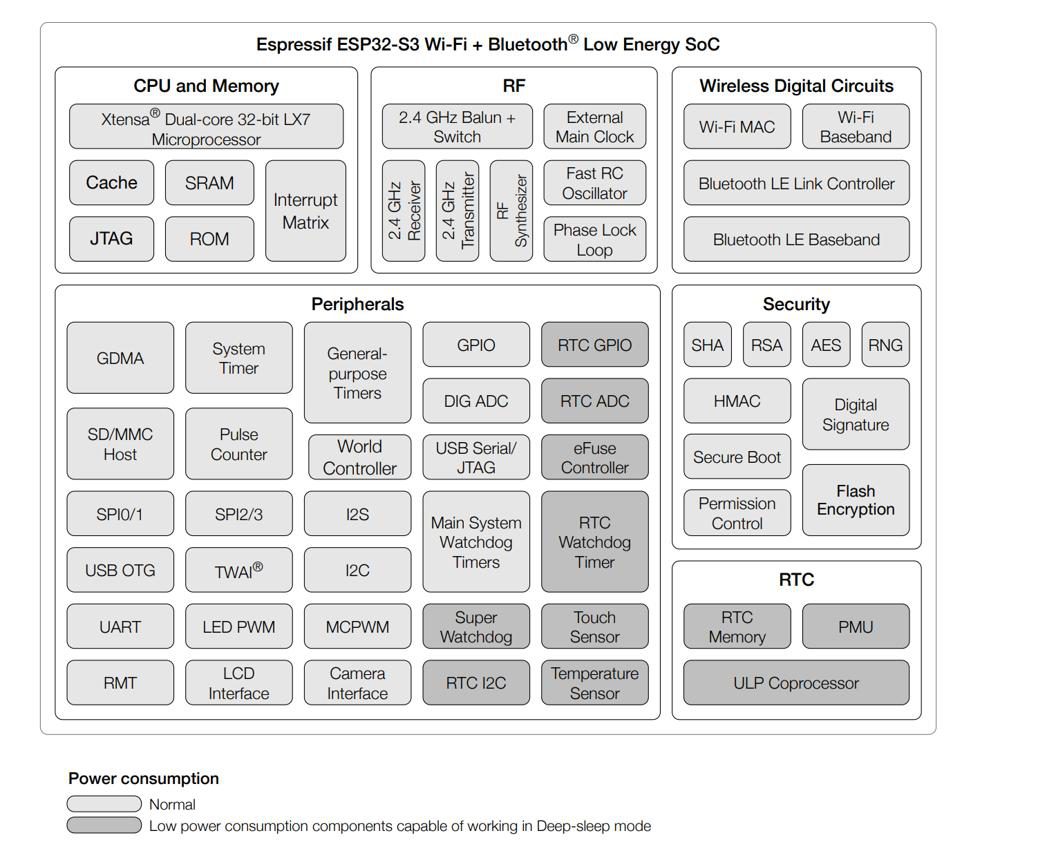 Espressif ESP32-S3 Wi-Fi + Bluetooth® Low Energy SoC
CPU and Memory
Xtensa® Dual-core 32-bit LX7
Microprocessor
Cache
SRAM
Interrupt
Matrix
JTAG
ROM
RF
2.4 GHz Balun +
Switch
External
Main Clock
2.4 GHz
Receiver
2.4 GHz
Transmitter
RF
Synthesizer
Fast RC
Oscillator
Phase Lock
Loop
Wireless Digital Circuits
Wi-Fi MAC
Wi-Fi
Baseband
Bluetooth LE Link Controller
Bluetooth LE Baseband
Peripherals
GDMA
System
Timer
General-
purpose
Timers
GPIO
RTC GPIO
DIG ADC
RTC ADC
SD/MMC
Host
Pulse
Counter
World
Controller
USB Serial/
JTAG
eFuse
Controller
SPI0/1
SPI2/3
I2S
Main System
Watchdog
Timers
RTC
Watchdog
Timer
USB OTG
TWAI®
I2C
UART
LED PWM
MCPWM
Super
Watchdog
Touch
Sensor
RMT
LCD
Interface
Camera
Interface
RTC I2C
Temperature
Sensor
Security
SHA
RSA
AES
RNG
HMAC
Digital
Signature
Secure Boot
Flash
Encryption
Permission
Control
RTC
RTC
Memory
PMU
ULP Coprocessor
Power consumption
Normal
Low power consumption components capable of working in Deep-sleep mode